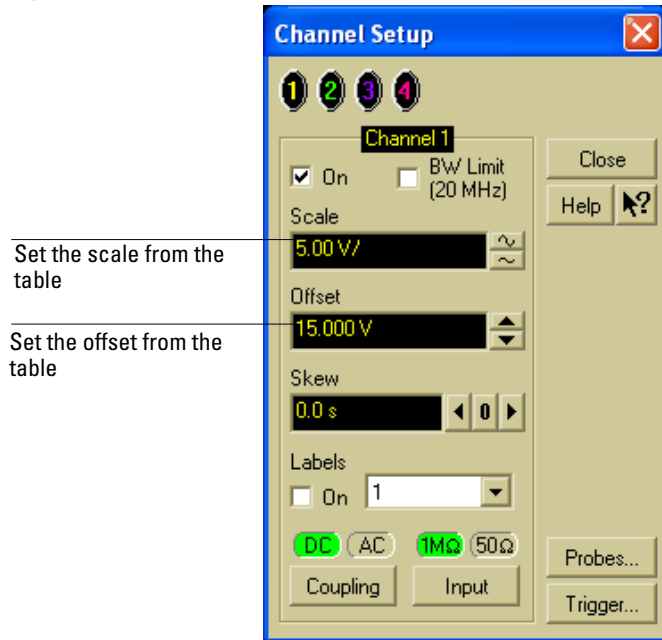 Channel Setup
1 2 3 4
Channel 1
On
BW Limit
(20 MHz)
Close
Help ?
Scale
5.00 V/
Set the scale from the
table
Offset
15.000 V
Set the offset from the
table
Skew
0.0 s
0
Labels
On 1
DC AC 1MΩ 50Ω
Coupling Input
Probes...
Trigger...